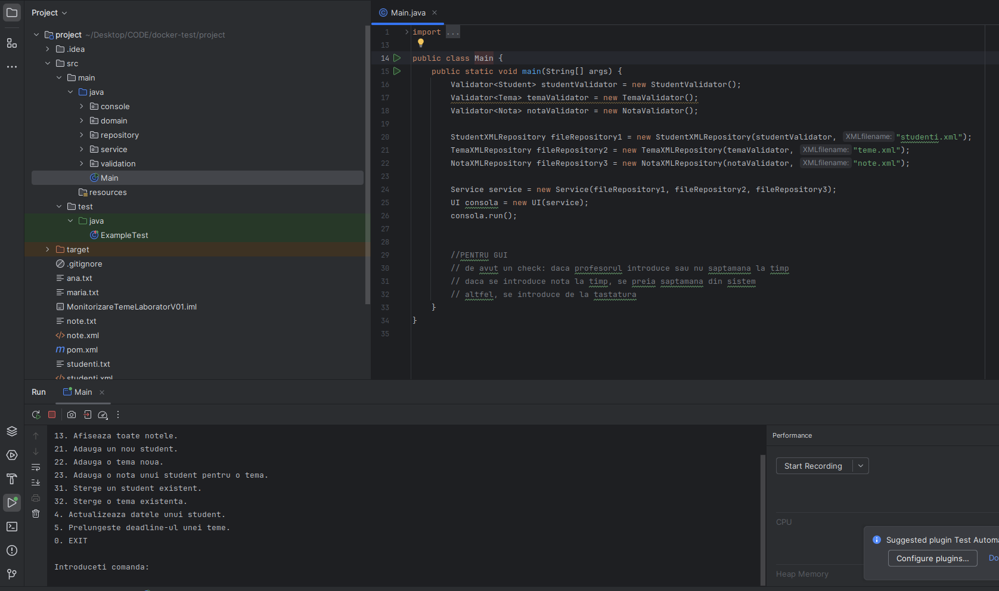 Project
project ~/Desktop/CODE/docker-test/project
.idea
src
main
java
console
domain
repository
service
validation
Main
resources
test
java
ExampleTest
target
.gitignore
ana.txt
maria.txt
MonitorizareTemeLaboratorV01.iml
note.txt
note.xml
pom.xml
studenti.txt
studenti.xml
Main.java
1 import ...
13
14 public class Main {
15 public static void main(String[] args) {
16 Validator<Student> studentValidator = new StudentValidator();
17 Validator<Tema> temaValidator = new TemaValidator();
18 Validator<Nota> notaValidator = new NotaValidator();
19
20 StudentXMLRepository fileRepository1 = new StudentXMLRepository(studentValidator, XMLfilename: "studenti.xml");
21 TemaXMLRepository fileRepository2 = new TemaXMLRepository(temaValidator, XMLfilename: "teme.xml");
22 NotaXMLRepository fileRepository3 = new NotaXMLRepository(notaValidator, XMLfilename: "note.xml");
23
24 Service service = new Service(fileRepository1, fileRepository2, fileRepository3);
25 UI consola = new UI(service);
26 consola.run();
27
28
29 //PENTRU GUI
30 // de avut un check: daca profesorul introduce sau nu saptamana la timp
31 // daca se introduce nota la timp, se preia saptamana din sistem
32 // altfel, se introduce de la tastatura
33 }
34 }
35
Run
Main
13. Afiseaza toate notele.
21. Adauga un nou student.
22. Adauga o tema noua.
23. Adauga o nota unui student pentru o tema.
31. Sterge un student existent.
32. Sterge o tema existenta.
4. Actualizeaza datele unui student.
5. Prelungeste deadline-ul unei teme.
0. EXIT
Introduceti comanda:
Performance
Start Recording
CPU
Suggested plugin Test Automa
Configure plugins...
Do
Heap Memory